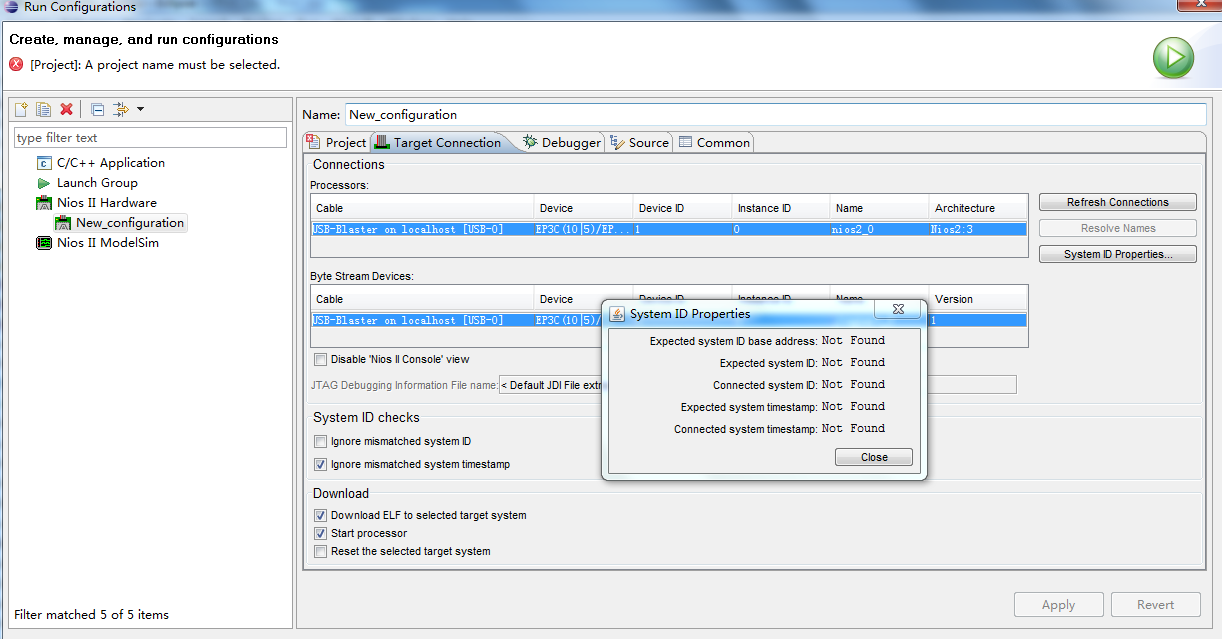 Run Configurations
Create, manage, and run configurations
[Project]: A project name must be selected.
type filter text
C/C++ Application
Launch Group
Nios II Hardware
New_configuration
Nios II ModelSim
Filter matched 5 of 5 items
Name: New_configuration
Project Target Connection Debugger Source Common
Connections
Processors:
Cable Device Device ID Instance ID Name Architecture
USB-Blaster on localhost [USB-0] EP3C(10|5)/EP... 1 0 nios2_0 Nios2:3
Refresh Connections
Resolve Names
System ID Properties...
Byte Stream Devices:
Cable Device Device ID Instance ID Name Version
USB-Blaster on localhost [USB-0] EP3C(10|5)/ 1
Disable 'Nios II Console' view
JTAG Debugging Information File name: < Default JDI File extr
System ID checks
Ignore mismatched system ID
Ignore mismatched system timestamp
Download
Download ELF to selected target system
Start processor
Reset the selected target system
System ID Properties
Expected system ID base address: Not Found
Expected system ID: Not Found
Connected system ID: Not Found
Expected system timestamp: Not Found
Connected system timestamp: Not Found
Close
Apply Revert